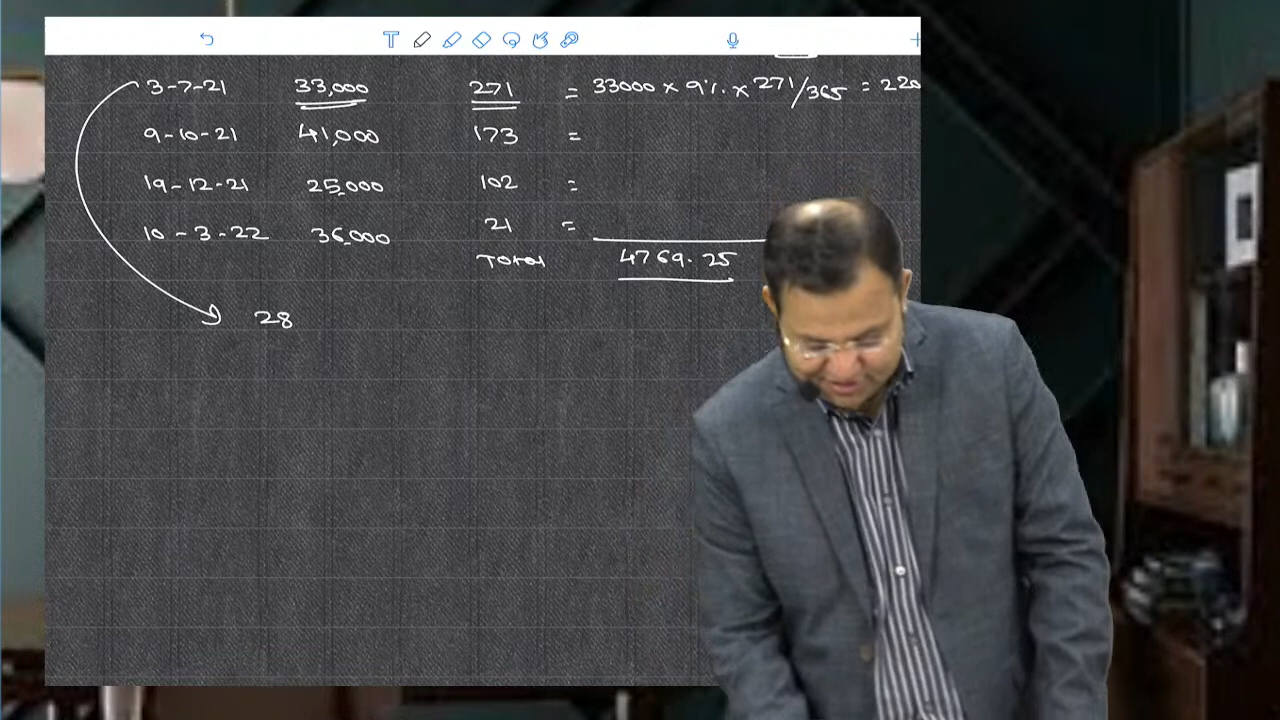 3-7-21 33,000 271 = 33000 x 9% x 271/365 = 220
9-10-21 41,000 173 =
19-12-21 25,000 102 =
10-3-22 36,000 21 =
Total 4769.25
28